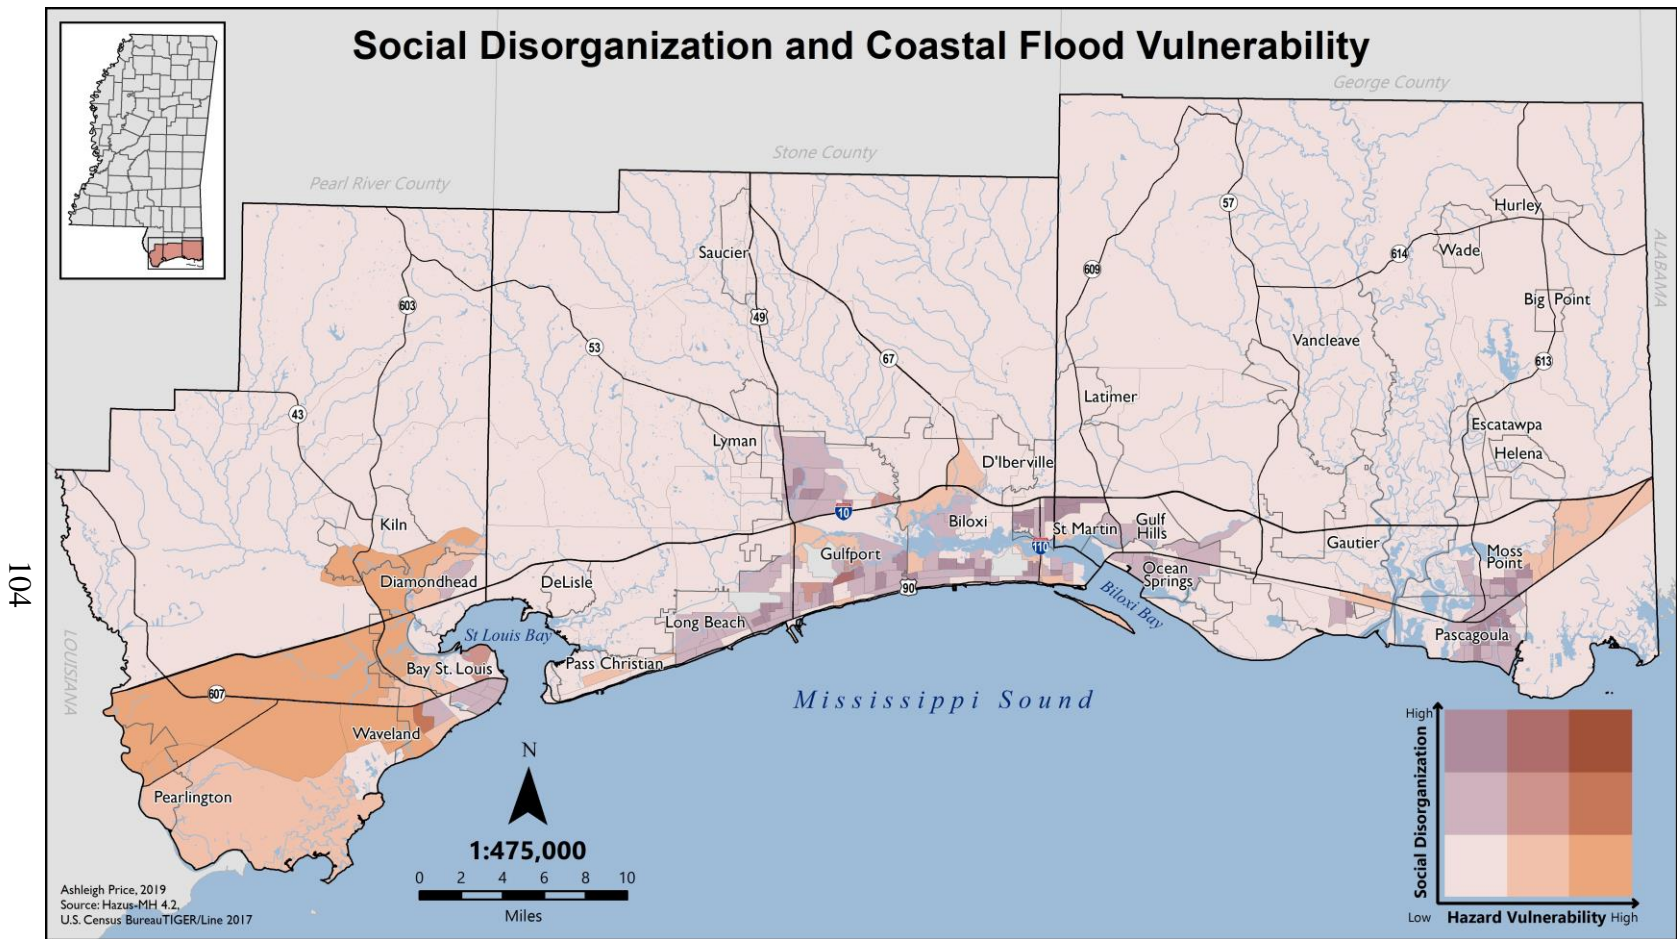 Social Disorganization and Coastal Flood Vulnerability
George County
Stone County
Pearl River County
57
Hurley
Saucier
614
Wade
ALABAMA
609
Big Point
603
49
Vancleave
53
67
613
43
Latimer
Lyman
Escatawpa
D'Iberville
Helena
10
Kiln
Biloxi
St Martin
Gulf
Hills
Gautier
110
Gulfport
Moss
Point
Diamondhead
DeLisle
90
Ocean
Springs
104
Biloxi Bay
Long Beach
St Louis Bay
Pascagoula
LOUISIANA
Bay St. Louis
Pass Christian
607
Mississippi Sound
Waveland
N
Pearlington
1:475,000
0 2 4 6 8 10
Miles
High
Social Disorganization
Low Hazard Vulnerability High
Ashleigh Price, 2019
Source: Hazus-MH 4.2,
U.S. Census BureauTIGER/Line 2017